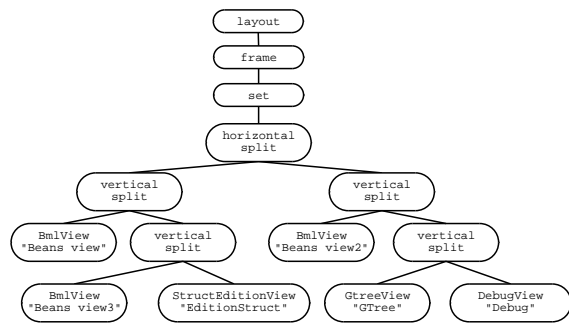 layout
frame
set
horizontal
split
vertical
split
vertical
split
BmlView
"Beans view"
vertical
split
BmlView
"Beans view2"
vertical
split
BmlView
"Beans view3"
StructEditionView
"EditionStruct"
GtreeView
"GTree"
DebugView
"Debug"